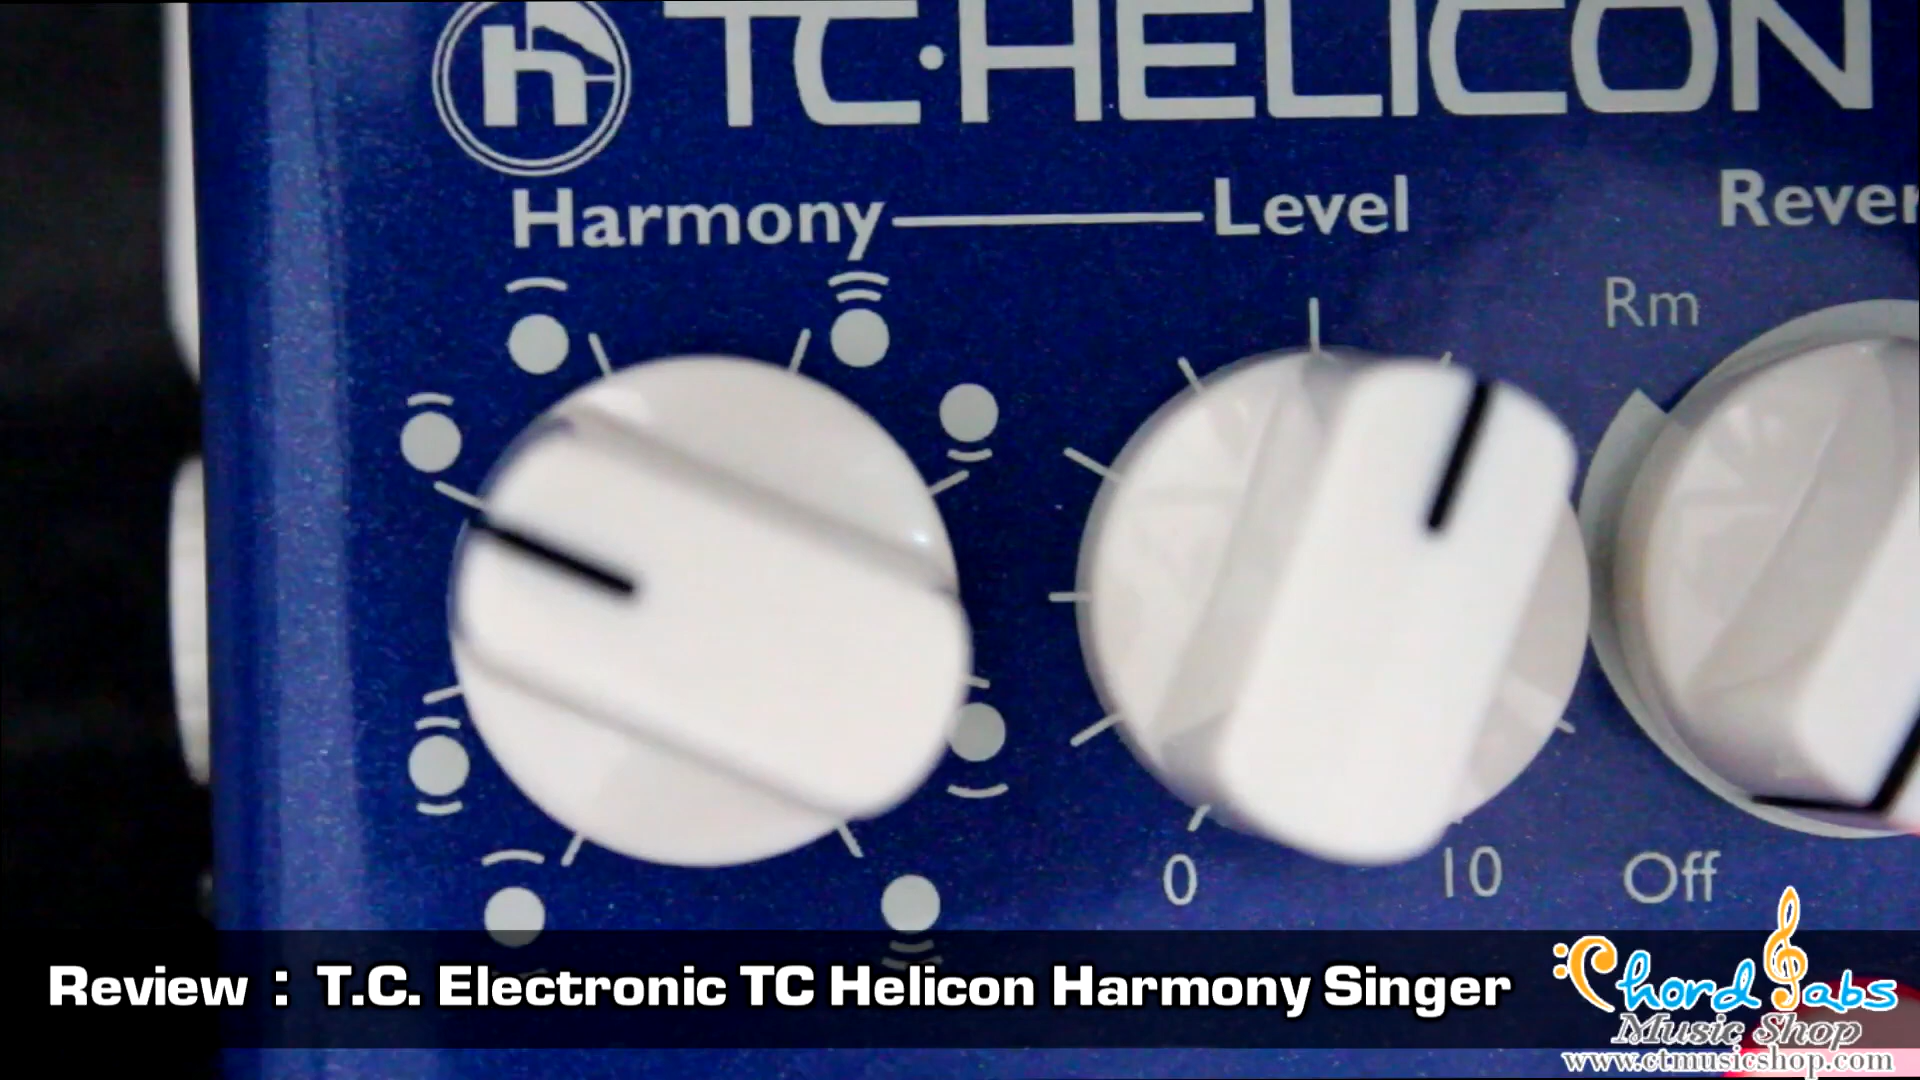 h TC·HELICON
Harmony Level Rever
Rm
0 10 Off
Review : T.C. Electronic TC Helicon Harmony Singer
Chord Tabs
Music Shop
www.ctmusicshop.com